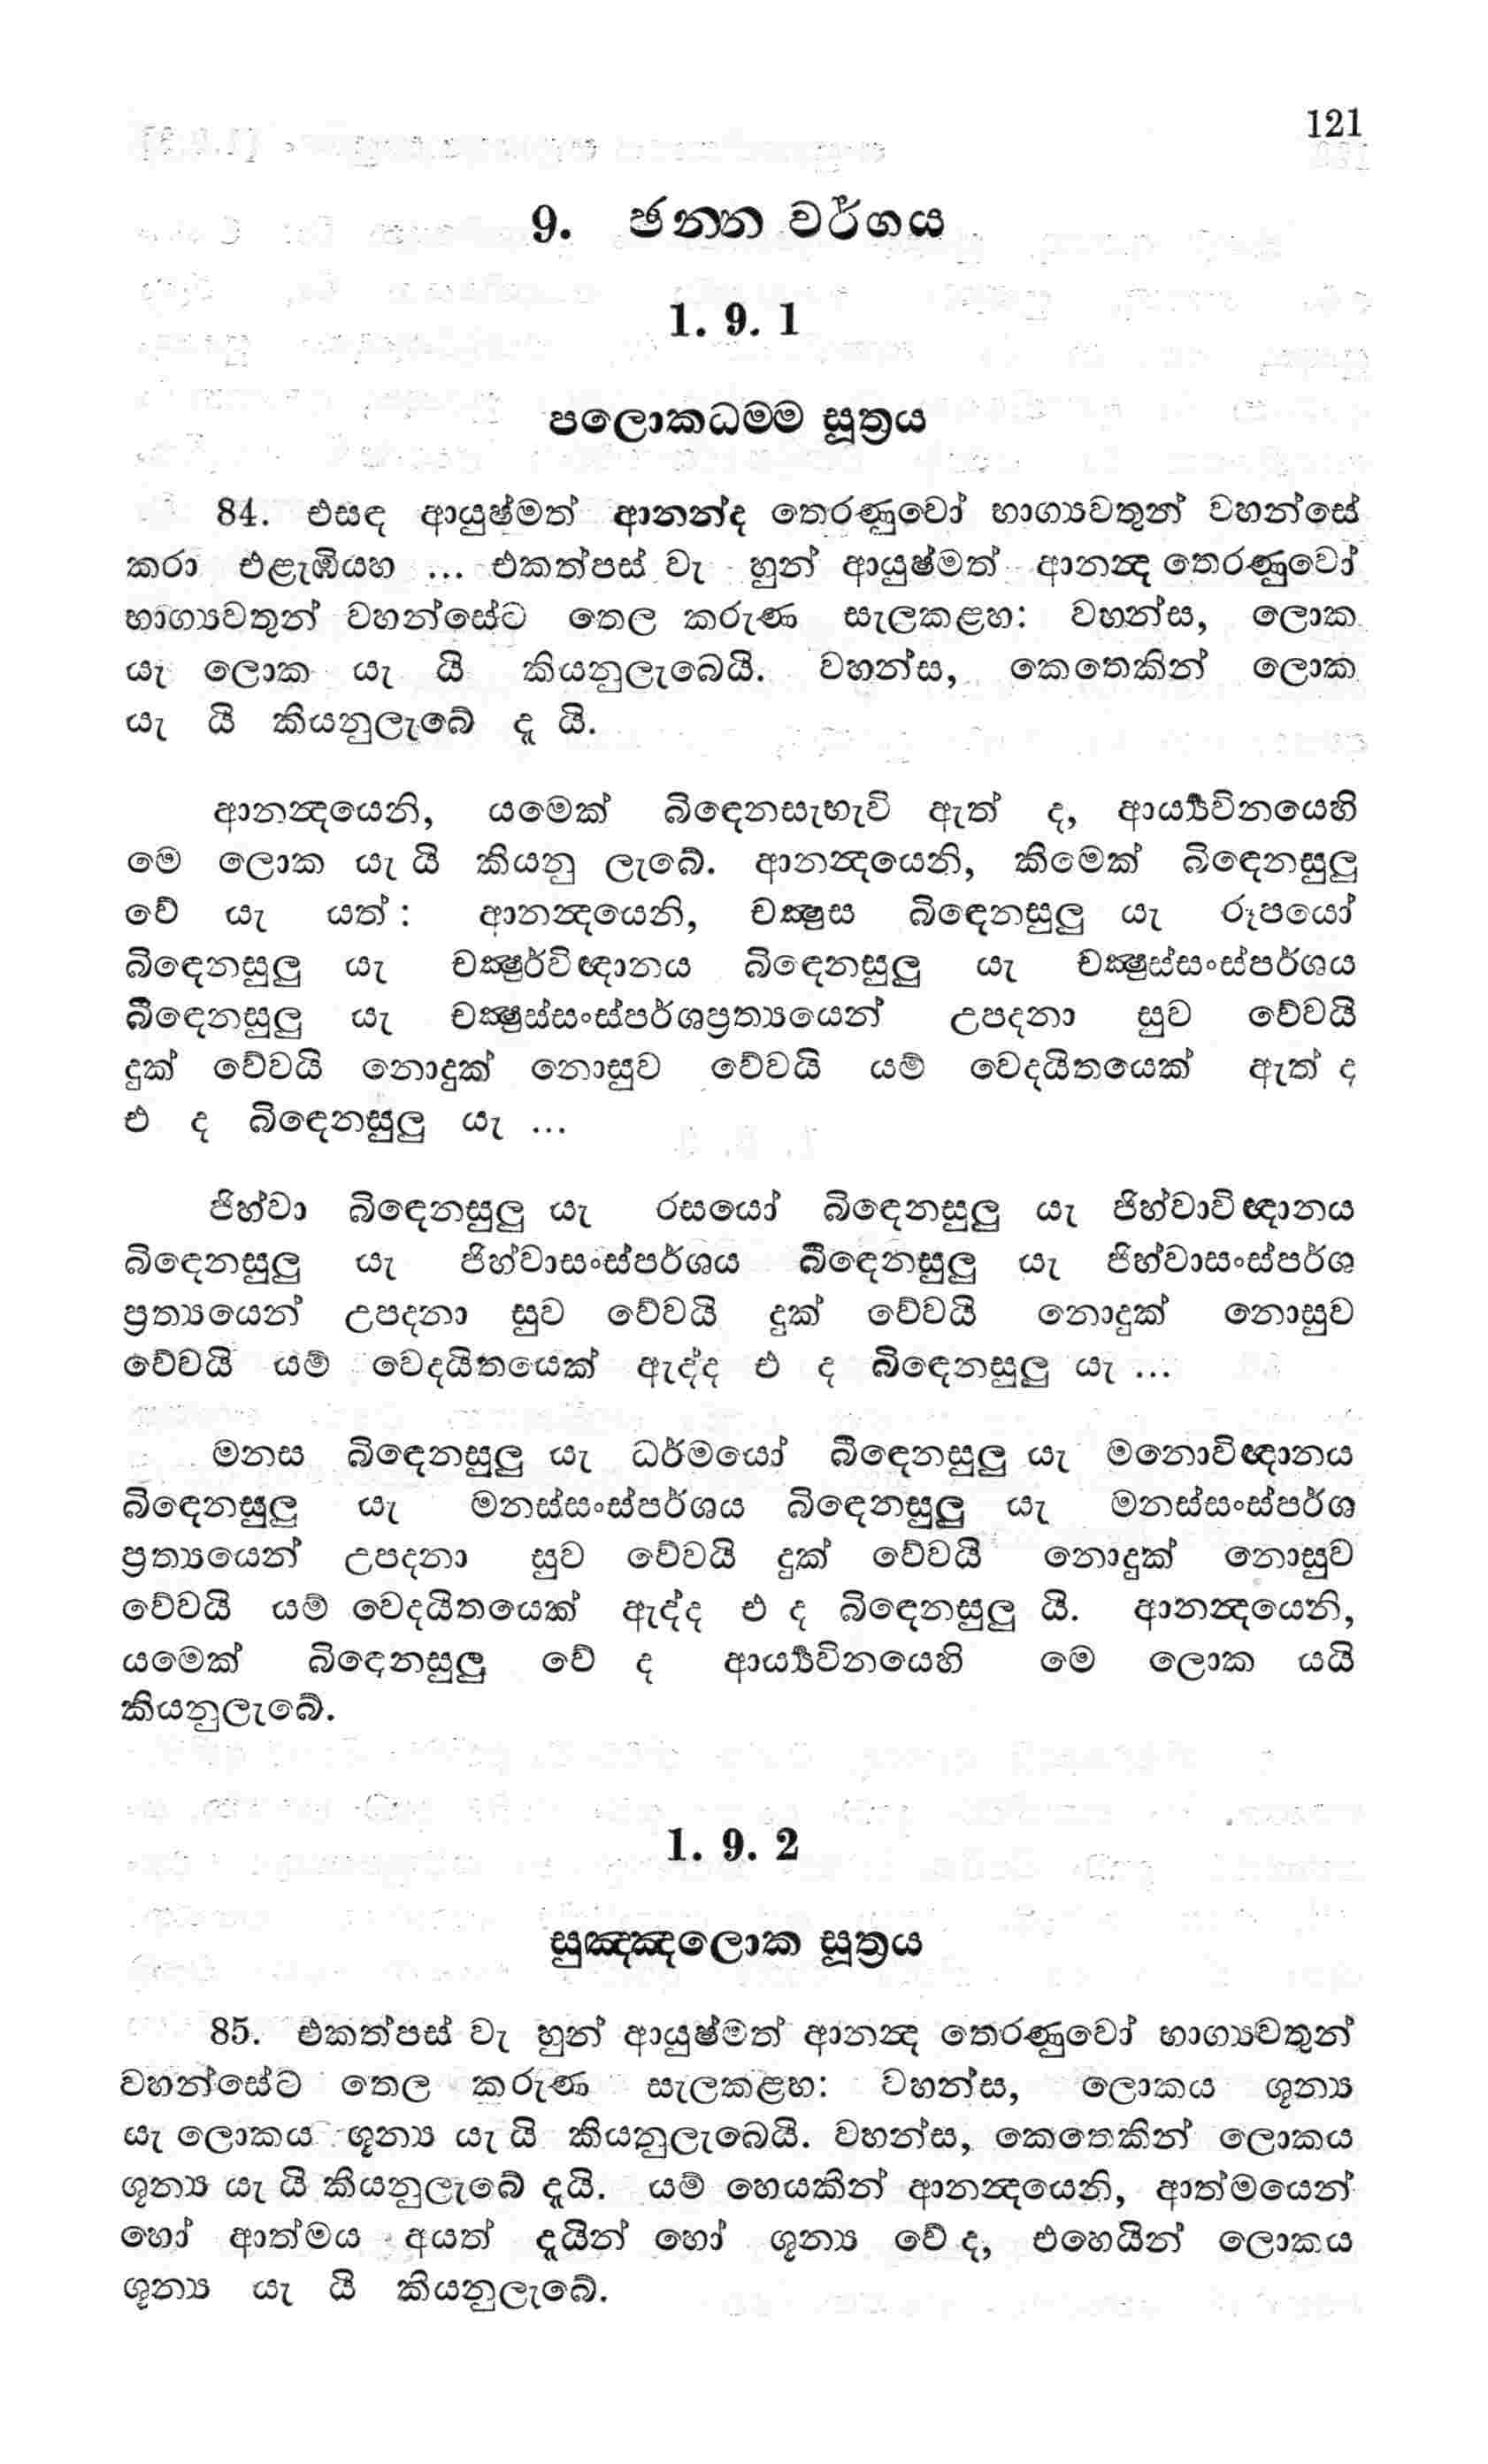 121
9. ඡන්න වර්ගය
1. 9. 1
පලොකධම්ම සූත්‍රය
84. එසඳ ආයුෂ්මත් ආනන්ද තෙරණුවෝ භාග්‍යවතුන් වහන්සේ
කරා එළැඹියහ ... එකත්පස් වැ හුන් ආයුෂ්මත් ආනන්‍ද තෙරණුවෝ
භාග්‍යවතුන් වහන්සේට තෙල කරුණ සැලකළහ: වහන්ස, ලොක
යැ ලොක යැ යි කියනුලැබෙයි. වහන්ස, කෙතෙකින් ලොක
යැ යි කියනුලැබේ දැ යි.
ආනන්‍දයෙනි, යමෙක් බිඳෙනසැහැවි ඇත් ද, ආර්‍ය්‍යවිනයෙහි
මේ ලොක යැ යි කියනු ලැබේ. ආනන්‍දයෙනි, කිමෙක් බිඳෙනසුලු
වේ යැ යත්: ආනන්‍දයෙනි, චක්‍ෂුස බිඳෙනසුලු යැ රූපයෝ
බිඳෙනසුලු යැ චක්‍ෂුර්විඥානය බිඳෙනසුලු යැ චක්‍ෂුස්සංස්පර්ශය
බිඳෙනසුලු යැ චක්‍ෂුස්සංස්පර්ශප්‍රත්‍යයෙන් උපදනා සුව වේවයි
දුක් වේවයි නොදුක් නොසුව වේවයි යම් වෙදයිතයෙක් ඇත් ද
එ ද බිඳෙනසුලු යැ ...
ජිහ්වා බිඳෙනසුලු යැ රසයෝ බිඳෙනසුලු යැ ජිහ්වාවිඥානය
බිඳෙනසුලු යැ ජිහ්වාසංස්පර්ශය බිඳෙනසුලු යැ ජිහ්වාසංස්පර්ශ
ප්‍රත්‍යයෙන් උපදනා සුව වේවයි දුක් වේවයි නොදුක් නොසුව
වේවයි යම් වෙදයිතයෙක් ඇද්ද එ ද බිඳෙනසුලු යැ ...
මනස බිඳෙනසුලු යැ ධර්මයෝ බිඳෙනසුලු යැ මනොවිඥානය
බිඳෙනසුලු යැ මනස්සංස්පර්ශය බිඳෙනසුලු යැ මනස්සංස්පර්ශ
ප්‍රත්‍යයෙන් උපදනා සුව වේවයි දුක් වේවයි නොදුක් නොසුව
වේවයි යම් වෙදයිතයෙක් ඇද්ද එ ද බිඳෙනසුලු යි. ආනන්‍දයෙනි,
යමෙක් බිඳෙනසුලු වේ ද ආර්‍ය්‍යවිනයෙහි මේ ලොක යයි
කියනුලැබේ.
1. 9. 2
සුඤ්ඤලොක සූත්‍රය
85. එකත්පස් වැ හුන් ආයුෂ්මත් ආනන්‍ද තෙරණුවෝ භාග්‍යවතුන්
වහන්සේට තෙල කරුණ සැලකළහ: වහන්ස, ලොකය ශූන්‍ය
යැ ලොකය ශූන්‍ය යැ යි කියනුලැබෙයි. වහන්ස, කෙතෙකින් ලොකය
ශූන්‍ය යැ යි කියනුලැබේ දැයි. යම් හෙයකින් ආනන්‍දයෙනි, ආත්මයෙන්
හෝ ආත්මය අයත් දැයින් හෝ ශූන්‍ය වේ ද, එහෙයින් ලොකය
ශූන්‍ය යැ යි කියනුලැබේ.